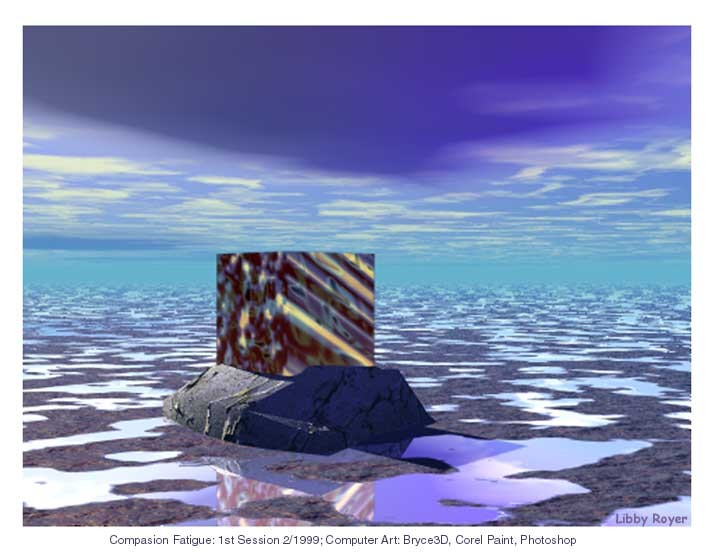 Libby Royer
Compasion Fatigue: 1st Session 2/1999; Computer Art: Bryce3D, Corel Paint, Photoshop